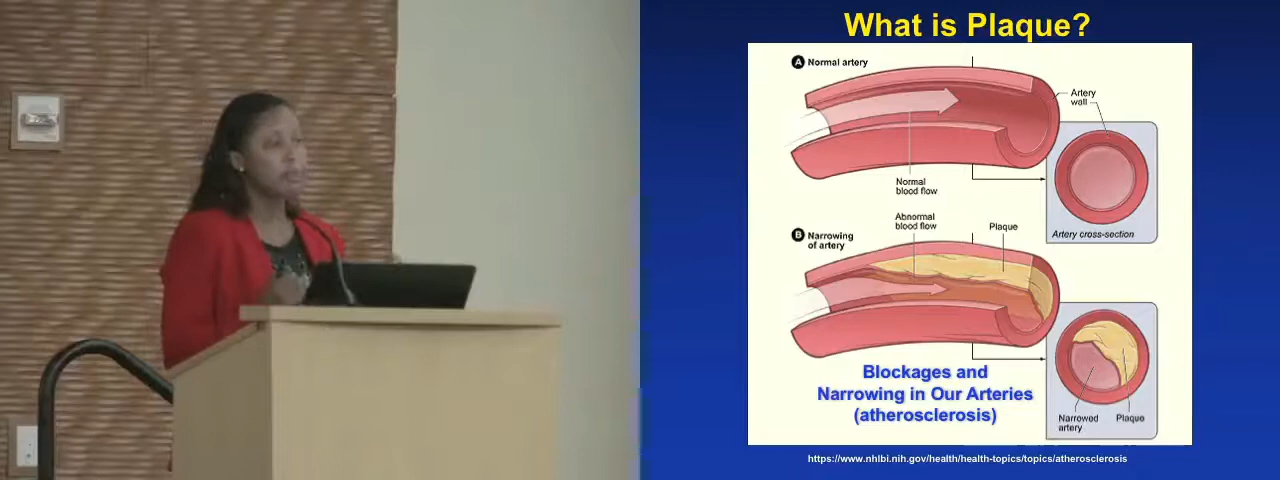 What is Plaque?
A Normal artery
Artery
wall
Normal
blood flow
Artery cross-section
Abnormal
blood flow
Plaque
B Narrowing
of artery
Blockages and
Narrowing in Our Arteries
(atherosclerosis)
Narrowed
artery
Plaque
https://www.nhlbi.nih.gov/health/health-topics/topics/atherosclerosis